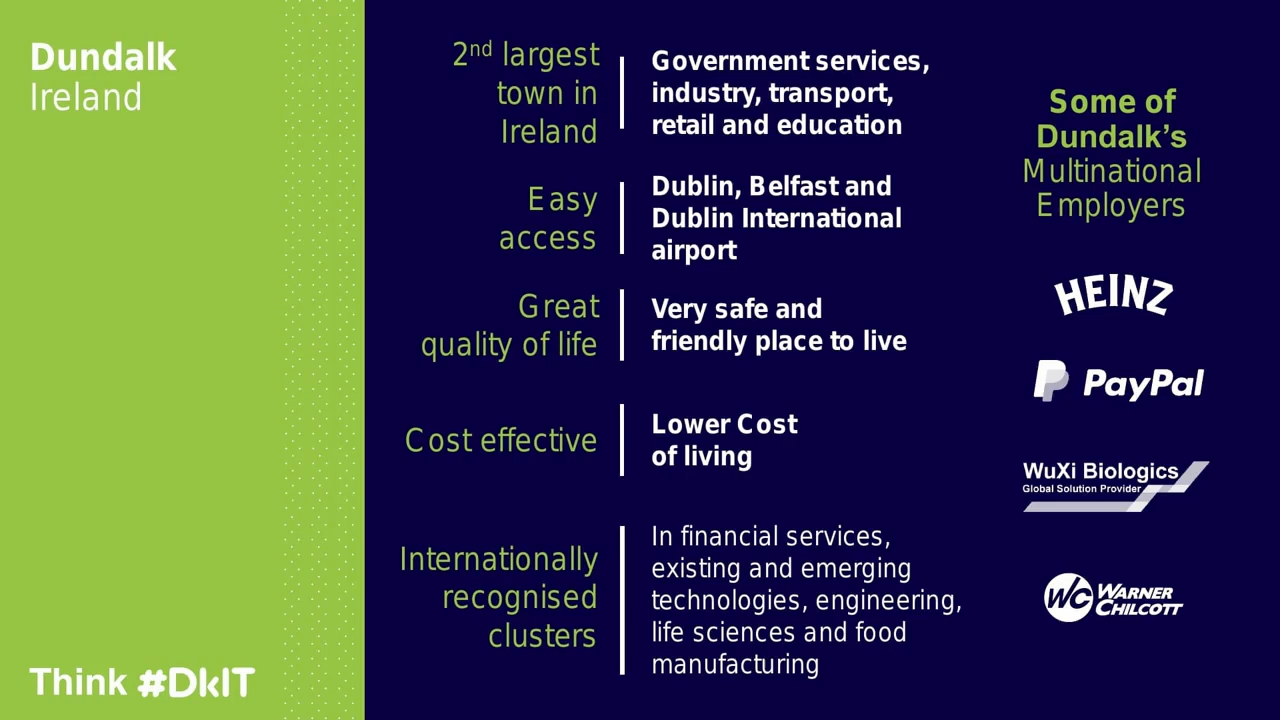 Dundalk
Ireland
2nd largest
town in
Ireland
Government services,
industry, transport,
retail and education
Easy
access
Dublin, Belfast and
Dublin International
airport
Great
quality of life
Very safe and
friendly place to live
Cost effective
Lower Cost
of living
Internationally
recognised
clusters
In financial services,
existing and emerging
technologies, engineering,
life sciences and food
manufacturing
Some of
Dundalk’s
Multinational
Employers
HEINZ
PayPal
WuXi Biologics
Global Solution Provider
WC WARNER
CHILCOTT
Think #DkIT